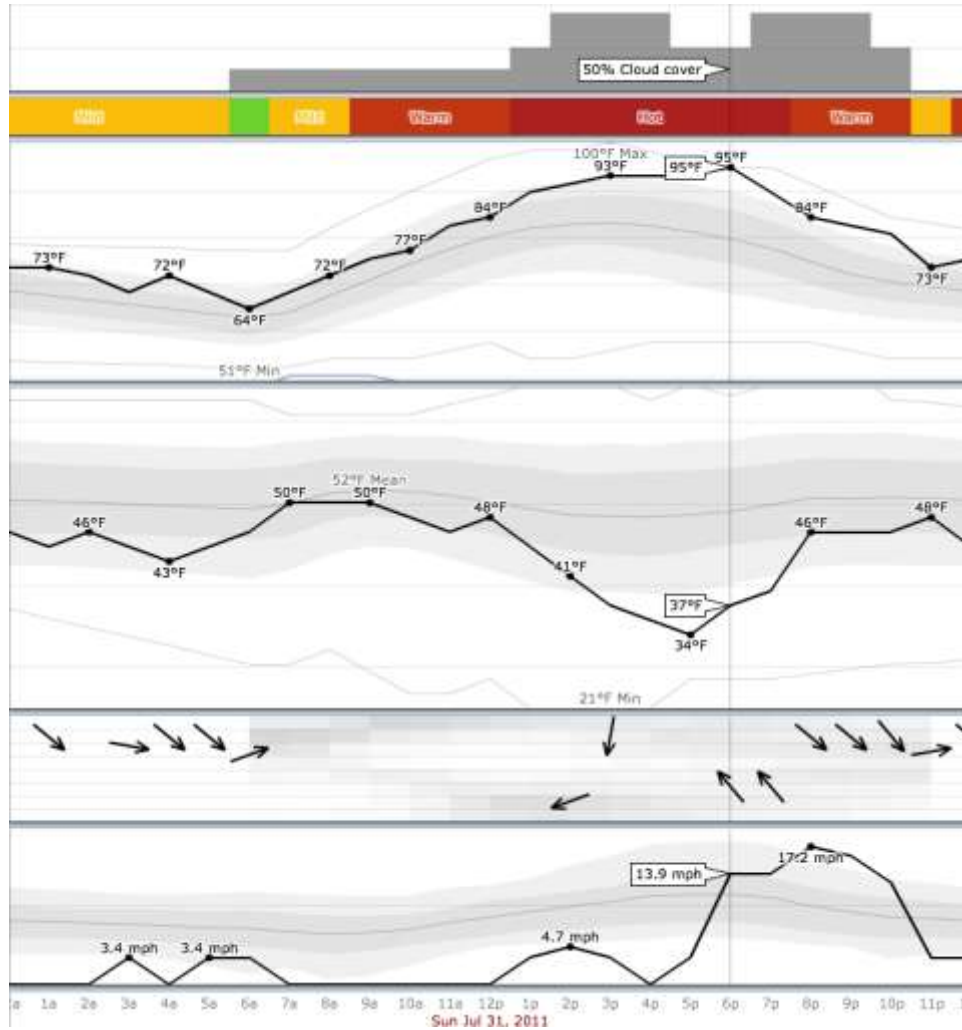 50% Cloud cover
Mild
Mild
Warm
Hot
Warm
100°F Max
93°F
95°F
95°F
84°F
84°F
77°F
73°F
72°F
72°F
73°F
64°F
51°F Min
52°F Mean
50°F
50°F
46°F
48°F
46°F
48°F
43°F
41°F
37°F
34°F
21°F Min
17.2 mph
13.9 mph
4.7 mph
3.4 mph
3.4 mph
1a 2a 3a 4a 5a 6a 7a 8a 9a 10a 11a 12p 1p 2p 3p 4p 5p 6p 7p 8p 9p 10p 11p
Sun Jul 31, 2011